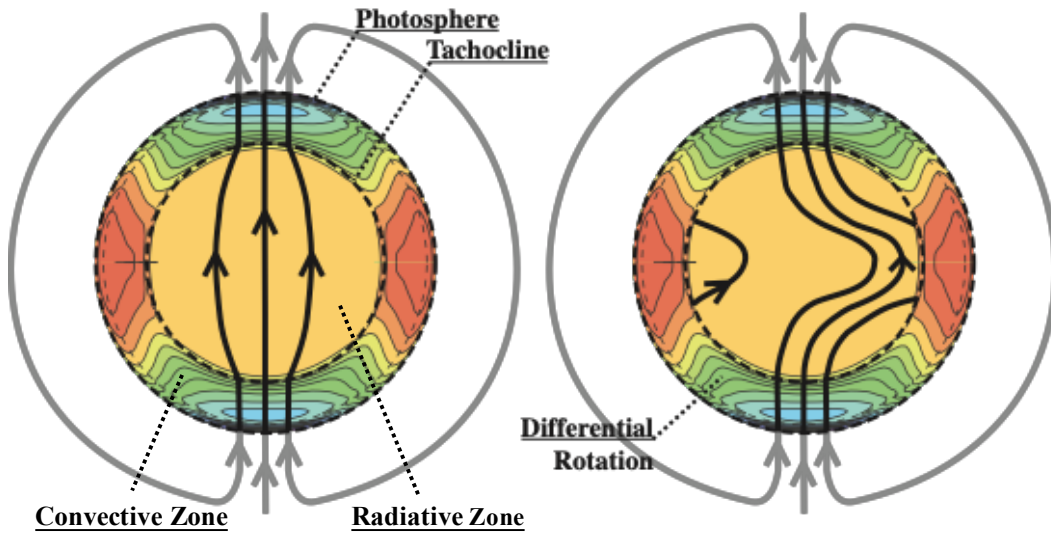 Photosphere
Tachocline
Differential
Rotation
Convective Zone
Radiative Zone